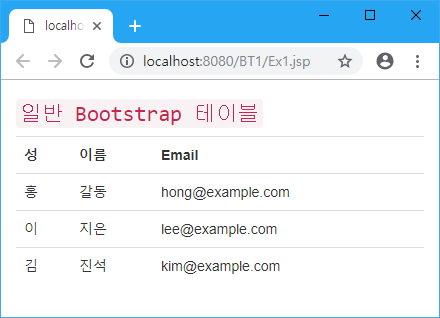 localho
localhost:8080/BT1/Ex1.jsp
일반 Bootstrap 테이블
성 이름 Email
홍 갈동 hong@example.com
이 지은 lee@example.com
김 진석 kim@example.com